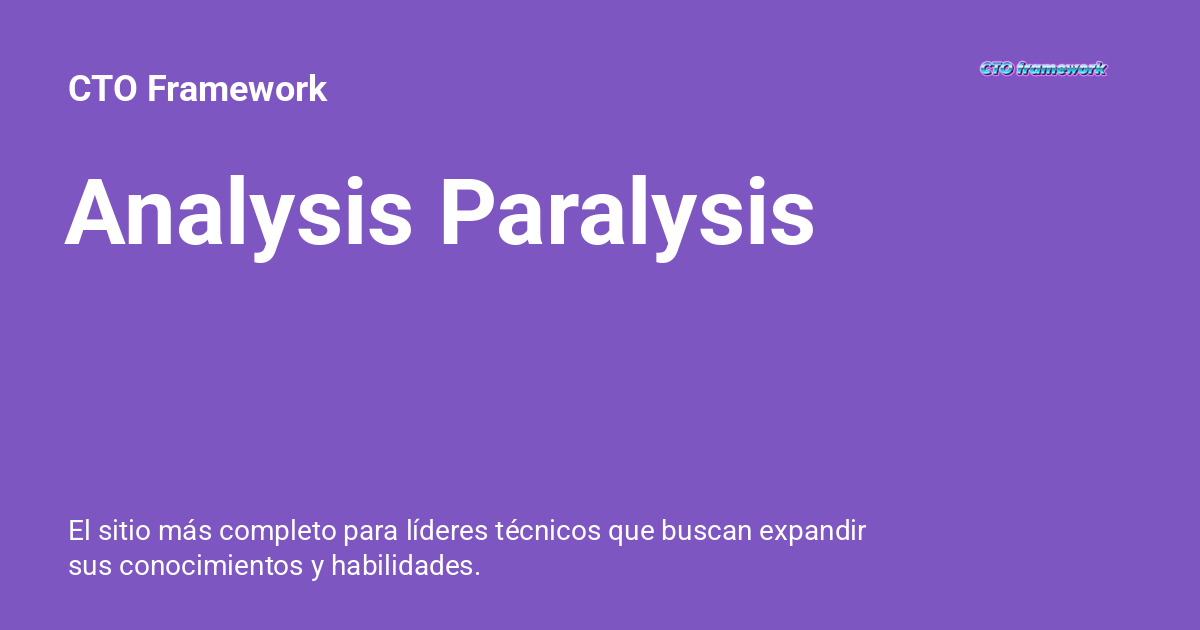 CTO Framework
CTO framework
Analysis Paralysis
El sitio más completo para líderes técnicos que buscan expandir
sus conocimientos y habilidades.